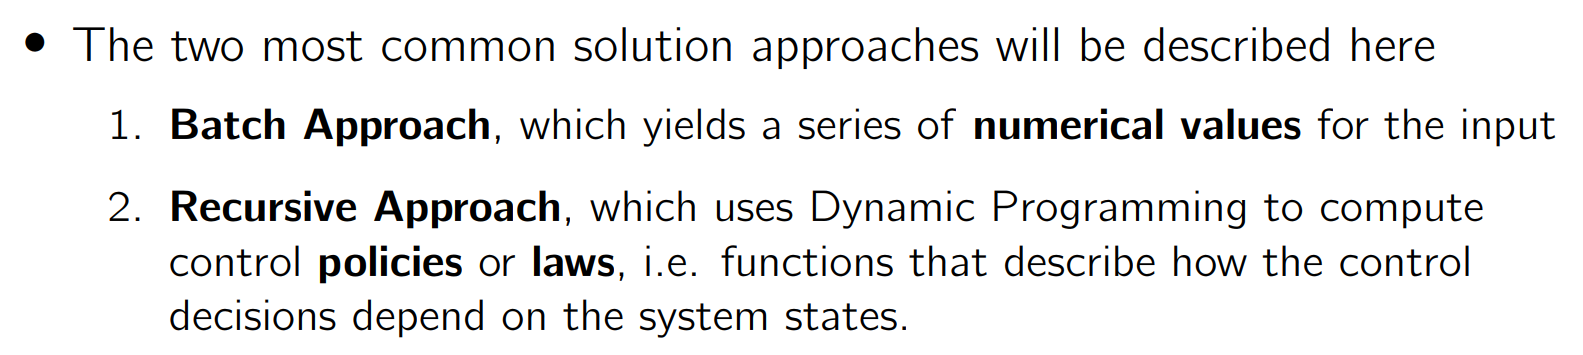 • The two most common solution approaches will be described here
1. Batch Approach, which yields a series of numerical values for the input
2. Recursive Approach, which uses Dynamic Programming to compute
control policies or laws, i.e. functions that describe how the control
decisions depend on the system states.